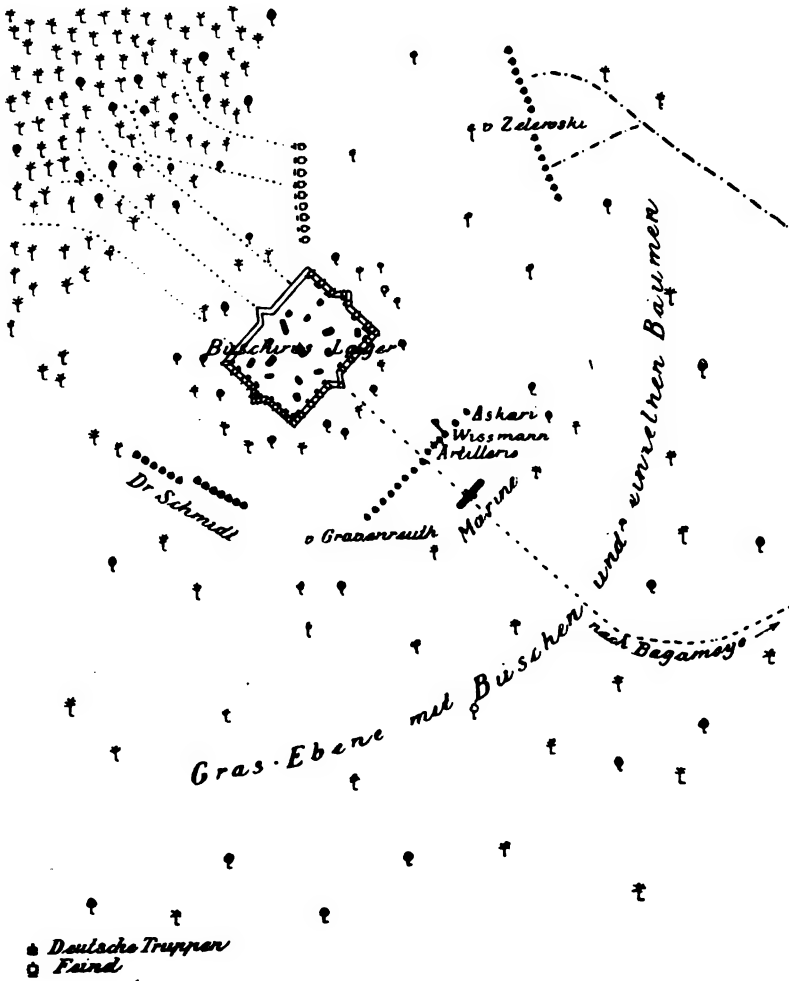 v Zelewski
Buschiris Lager
Askari
Wissmann
Artillerie
Marine
Dr Schmidt
v Gravenreuth
nach Bagamoyo
Gras-Ebene mit Büschen und einzelnen Bäumen
Deutsche Truppen
Feind